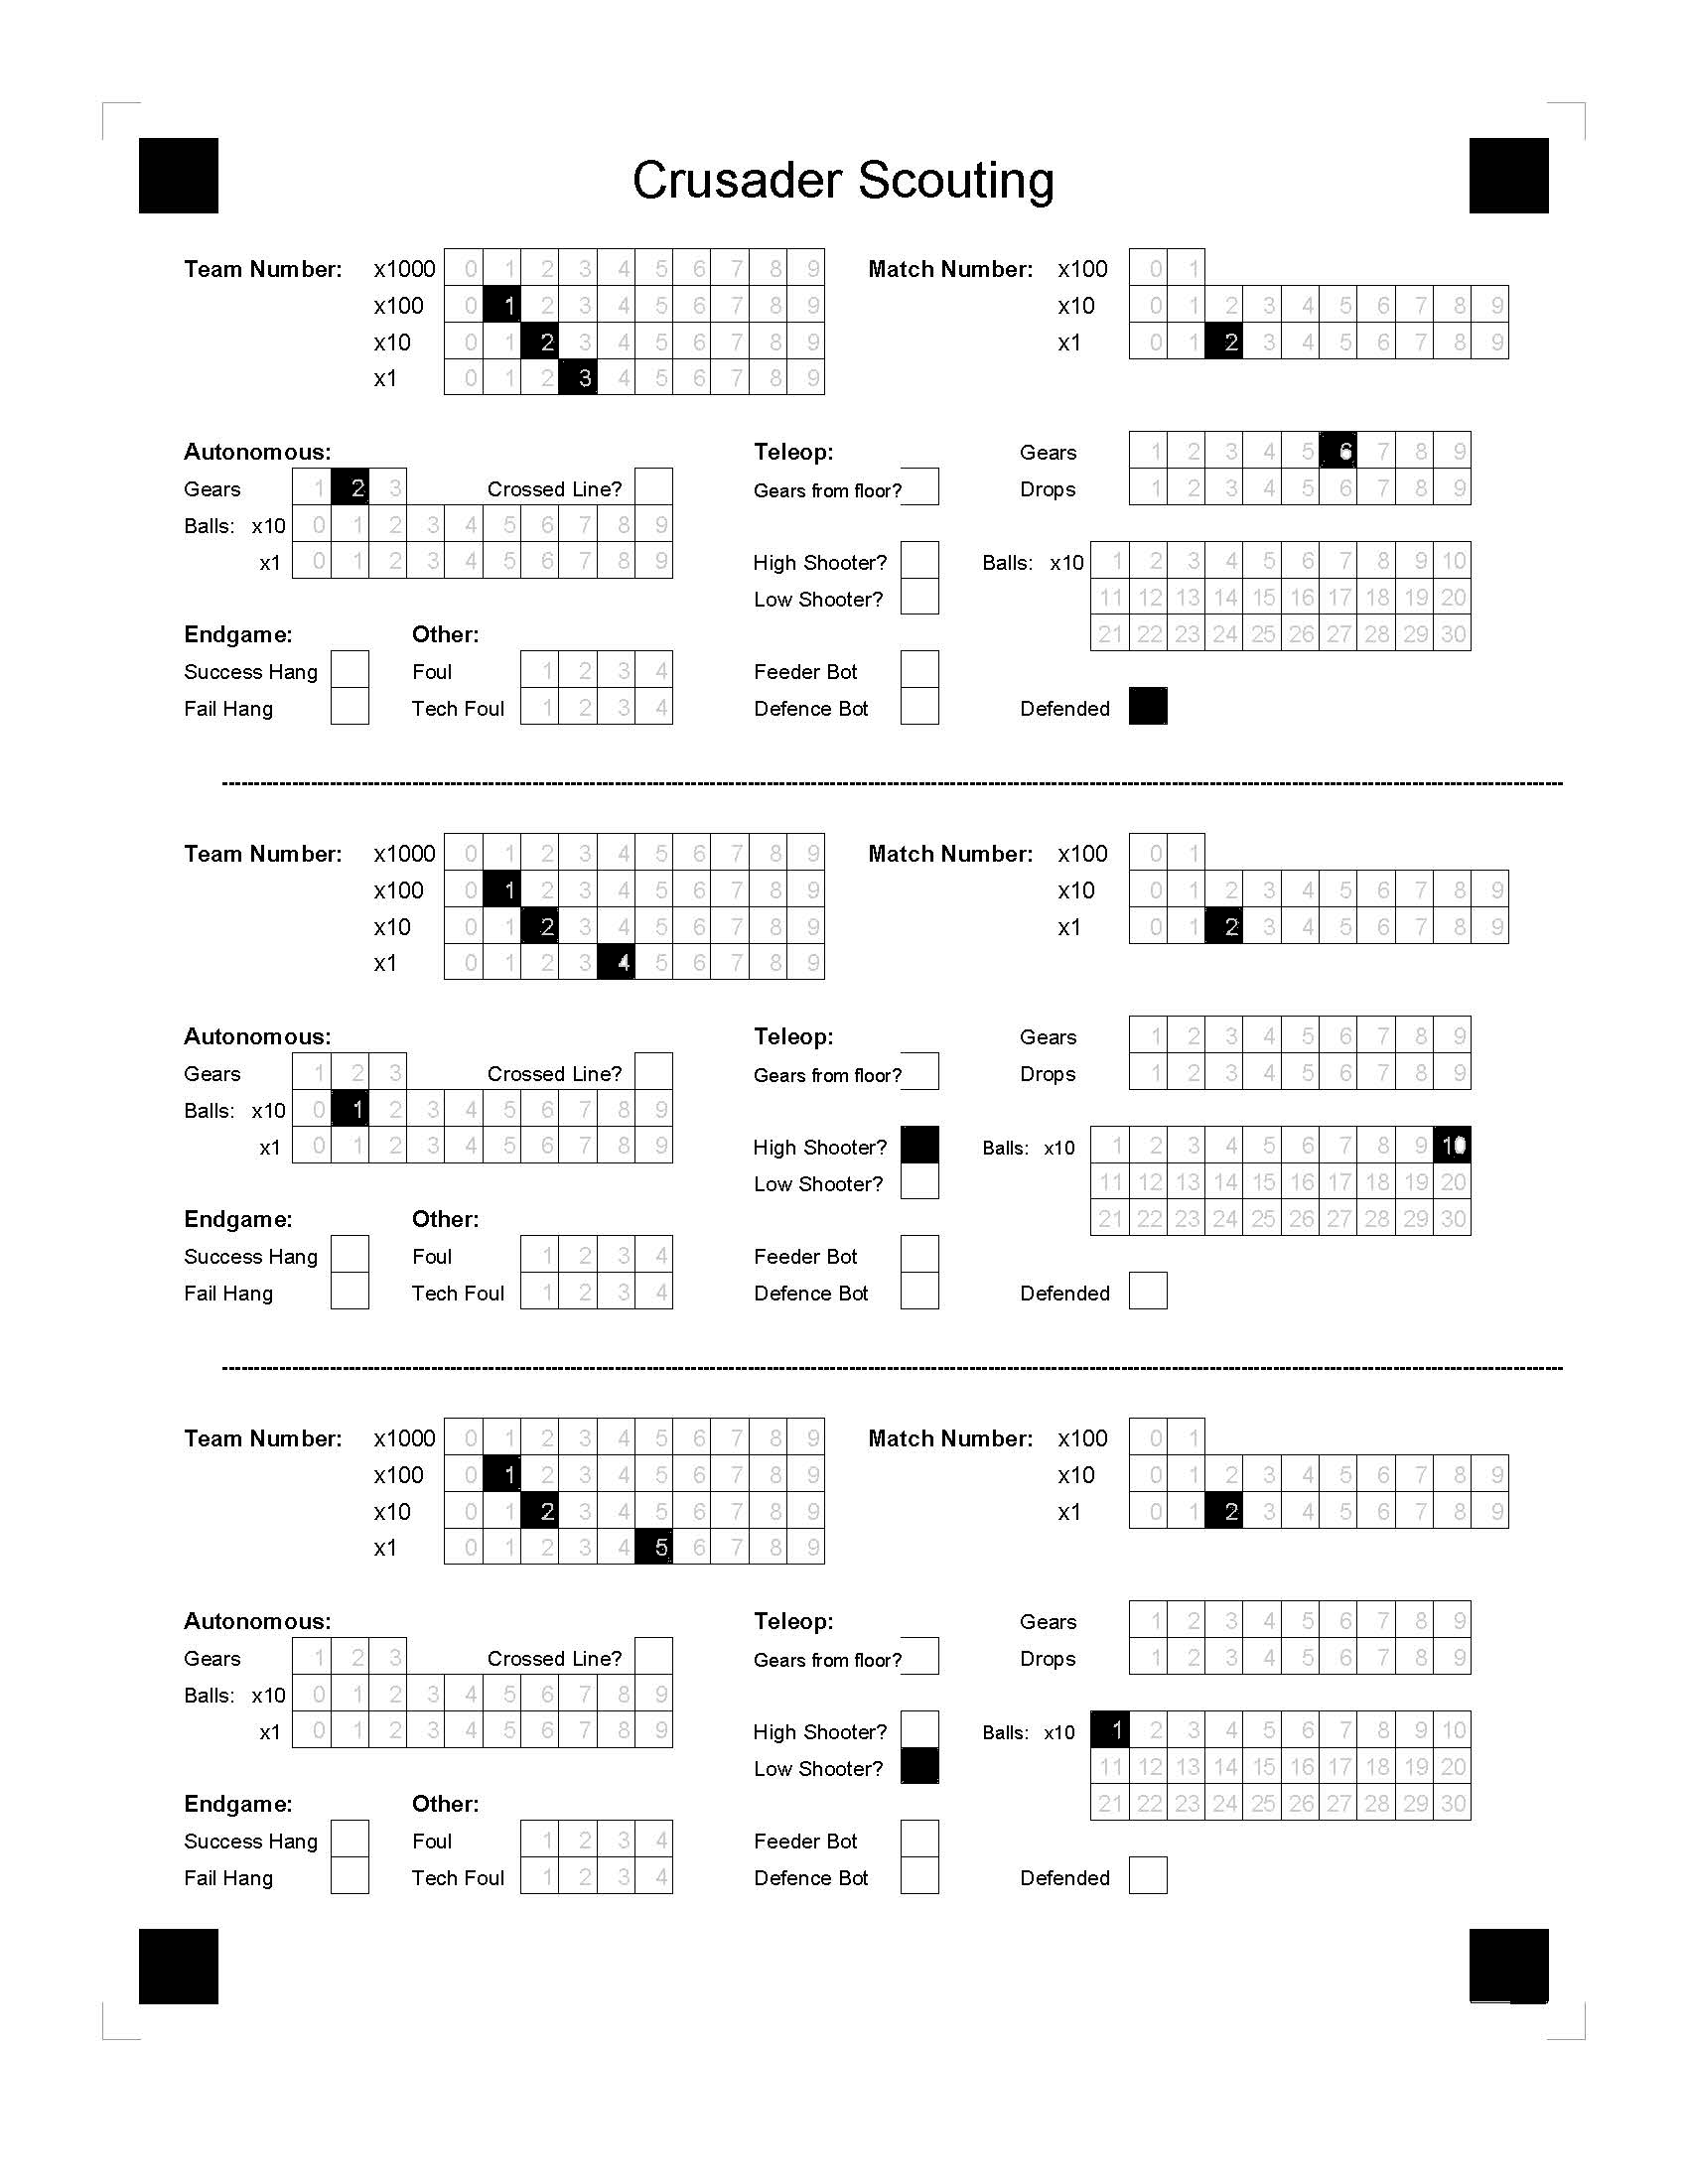 Crusader Scouting
Team Number: x1000 0 1 2 3 4 5 6 7 8 9 Match Number: x100 0 1
x100 0 1 2 3 4 5 6 7 8 9 x10 0 1 2 3 4 5 6 7 8 9
x10 0 1 2 3 4 5 6 7 8 9 x1 0 1 2 3 4 5 6 7 8 9
x1 0 1 2 3 4 5 6 7 8 9
Autonomous: Teleop: Gears 1 2 3 4 5 6 7 8 9
Gears 1 2 3 Crossed Line? Gears from floor? Drops 1 2 3 4 5 6 7 8 9
Balls: x10 0 1 2 3 4 5 6 7 8 9
x1 0 1 2 3 4 5 6 7 8 9 High Shooter? Balls: x10 1 2 3 4 5 6 7 8 9 10
Low Shooter? 11 12 13 14 15 16 17 18 19 20
Endgame: Other: 21 22 23 24 25 26 27 28 29 30
Success Hang Foul 1 2 3 4 Feeder Bot
Fail Hang Tech Foul 1 2 3 4 Defence Bot Defended
Team Number: x1000 0 1 2 3 4 5 6 7 8 9 Match Number: x100 0 1
x100 0 1 2 3 4 5 6 7 8 9 x10 0 1 2 3 4 5 6 7 8 9
x10 0 1 2 3 4 5 6 7 8 9 x1 0 1 2 3 4 5 6 7 8 9
x1 0 1 2 3 4 5 6 7 8 9
Autonomous: Teleop: Gears 1 2 3 4 5 6 7 8 9
Gears 1 2 3 Crossed Line? Gears from floor? Drops 1 2 3 4 5 6 7 8 9
Balls: x10 0 1 2 3 4 5 6 7 8 9
x1 0 1 2 3 4 5 6 7 8 9 High Shooter? Balls: x10 1 2 3 4 5 6 7 8 9 10
Low Shooter? 11 12 13 14 15 16 17 18 19 20
Endgame: Other: 21 22 23 24 25 26 27 28 29 30
Success Hang Foul 1 2 3 4 Feeder Bot
Fail Hang Tech Foul 1 2 3 4 Defence Bot Defended
Team Number: x1000 0 1 2 3 4 5 6 7 8 9 Match Number: x100 0 1
x100 0 1 2 3 4 5 6 7 8 9 x10 0 1 2 3 4 5 6 7 8 9
x10 0 1 2 3 4 5 6 7 8 9 x1 0 1 2 3 4 5 6 7 8 9
x1 0 1 2 3 4 5 6 7 8 9
Autonomous: Teleop: Gears 1 2 3 4 5 6 7 8 9
Gears 1 2 3 Crossed Line? Gears from floor? Drops 1 2 3 4 5 6 7 8 9
Balls: x10 0 1 2 3 4 5 6 7 8 9
x1 0 1 2 3 4 5 6 7 8 9 High Shooter? Balls: x10 1 2 3 4 5 6 7 8 9 10
Low Shooter? 11 12 13 14 15 16 17 18 19 20
Endgame: Other: 21 22 23 24 25 26 27 28 29 30
Success Hang Foul 1 2 3 4 Feeder Bot
Fail Hang Tech Foul 1 2 3 4 Defence Bot Defended